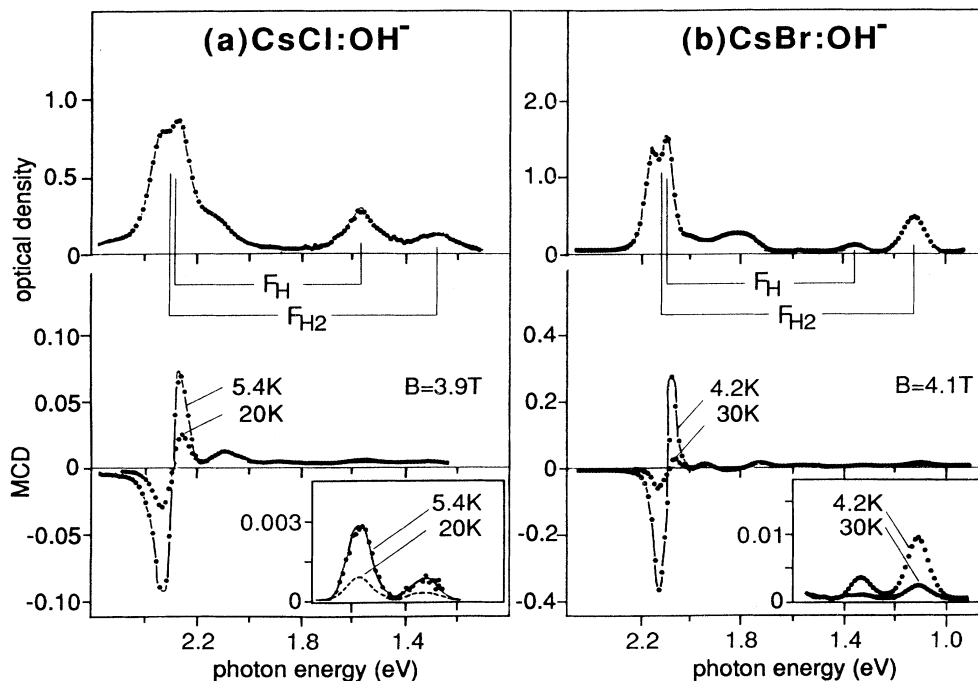 (a)CsCl:OH⁻
(b)CsBr:OH⁻
optical density
1.0
0.5
0
2.0
1.0
0
F_H
F_H2
F_H
F_H2
MCD
0.10
0.05
0
-0.05
-0.10
5.4K
20K
B=3.9T
0.003
0
5.4K
20K
0.4
0.2
0
-0.2
-0.4
4.2K
30K
B=4.1T
0.01
0
4.2K
30K
2.2 1.8 1.4
photon energy (eV)
2.2 1.8 1.4 1.0
photon energy (eV)